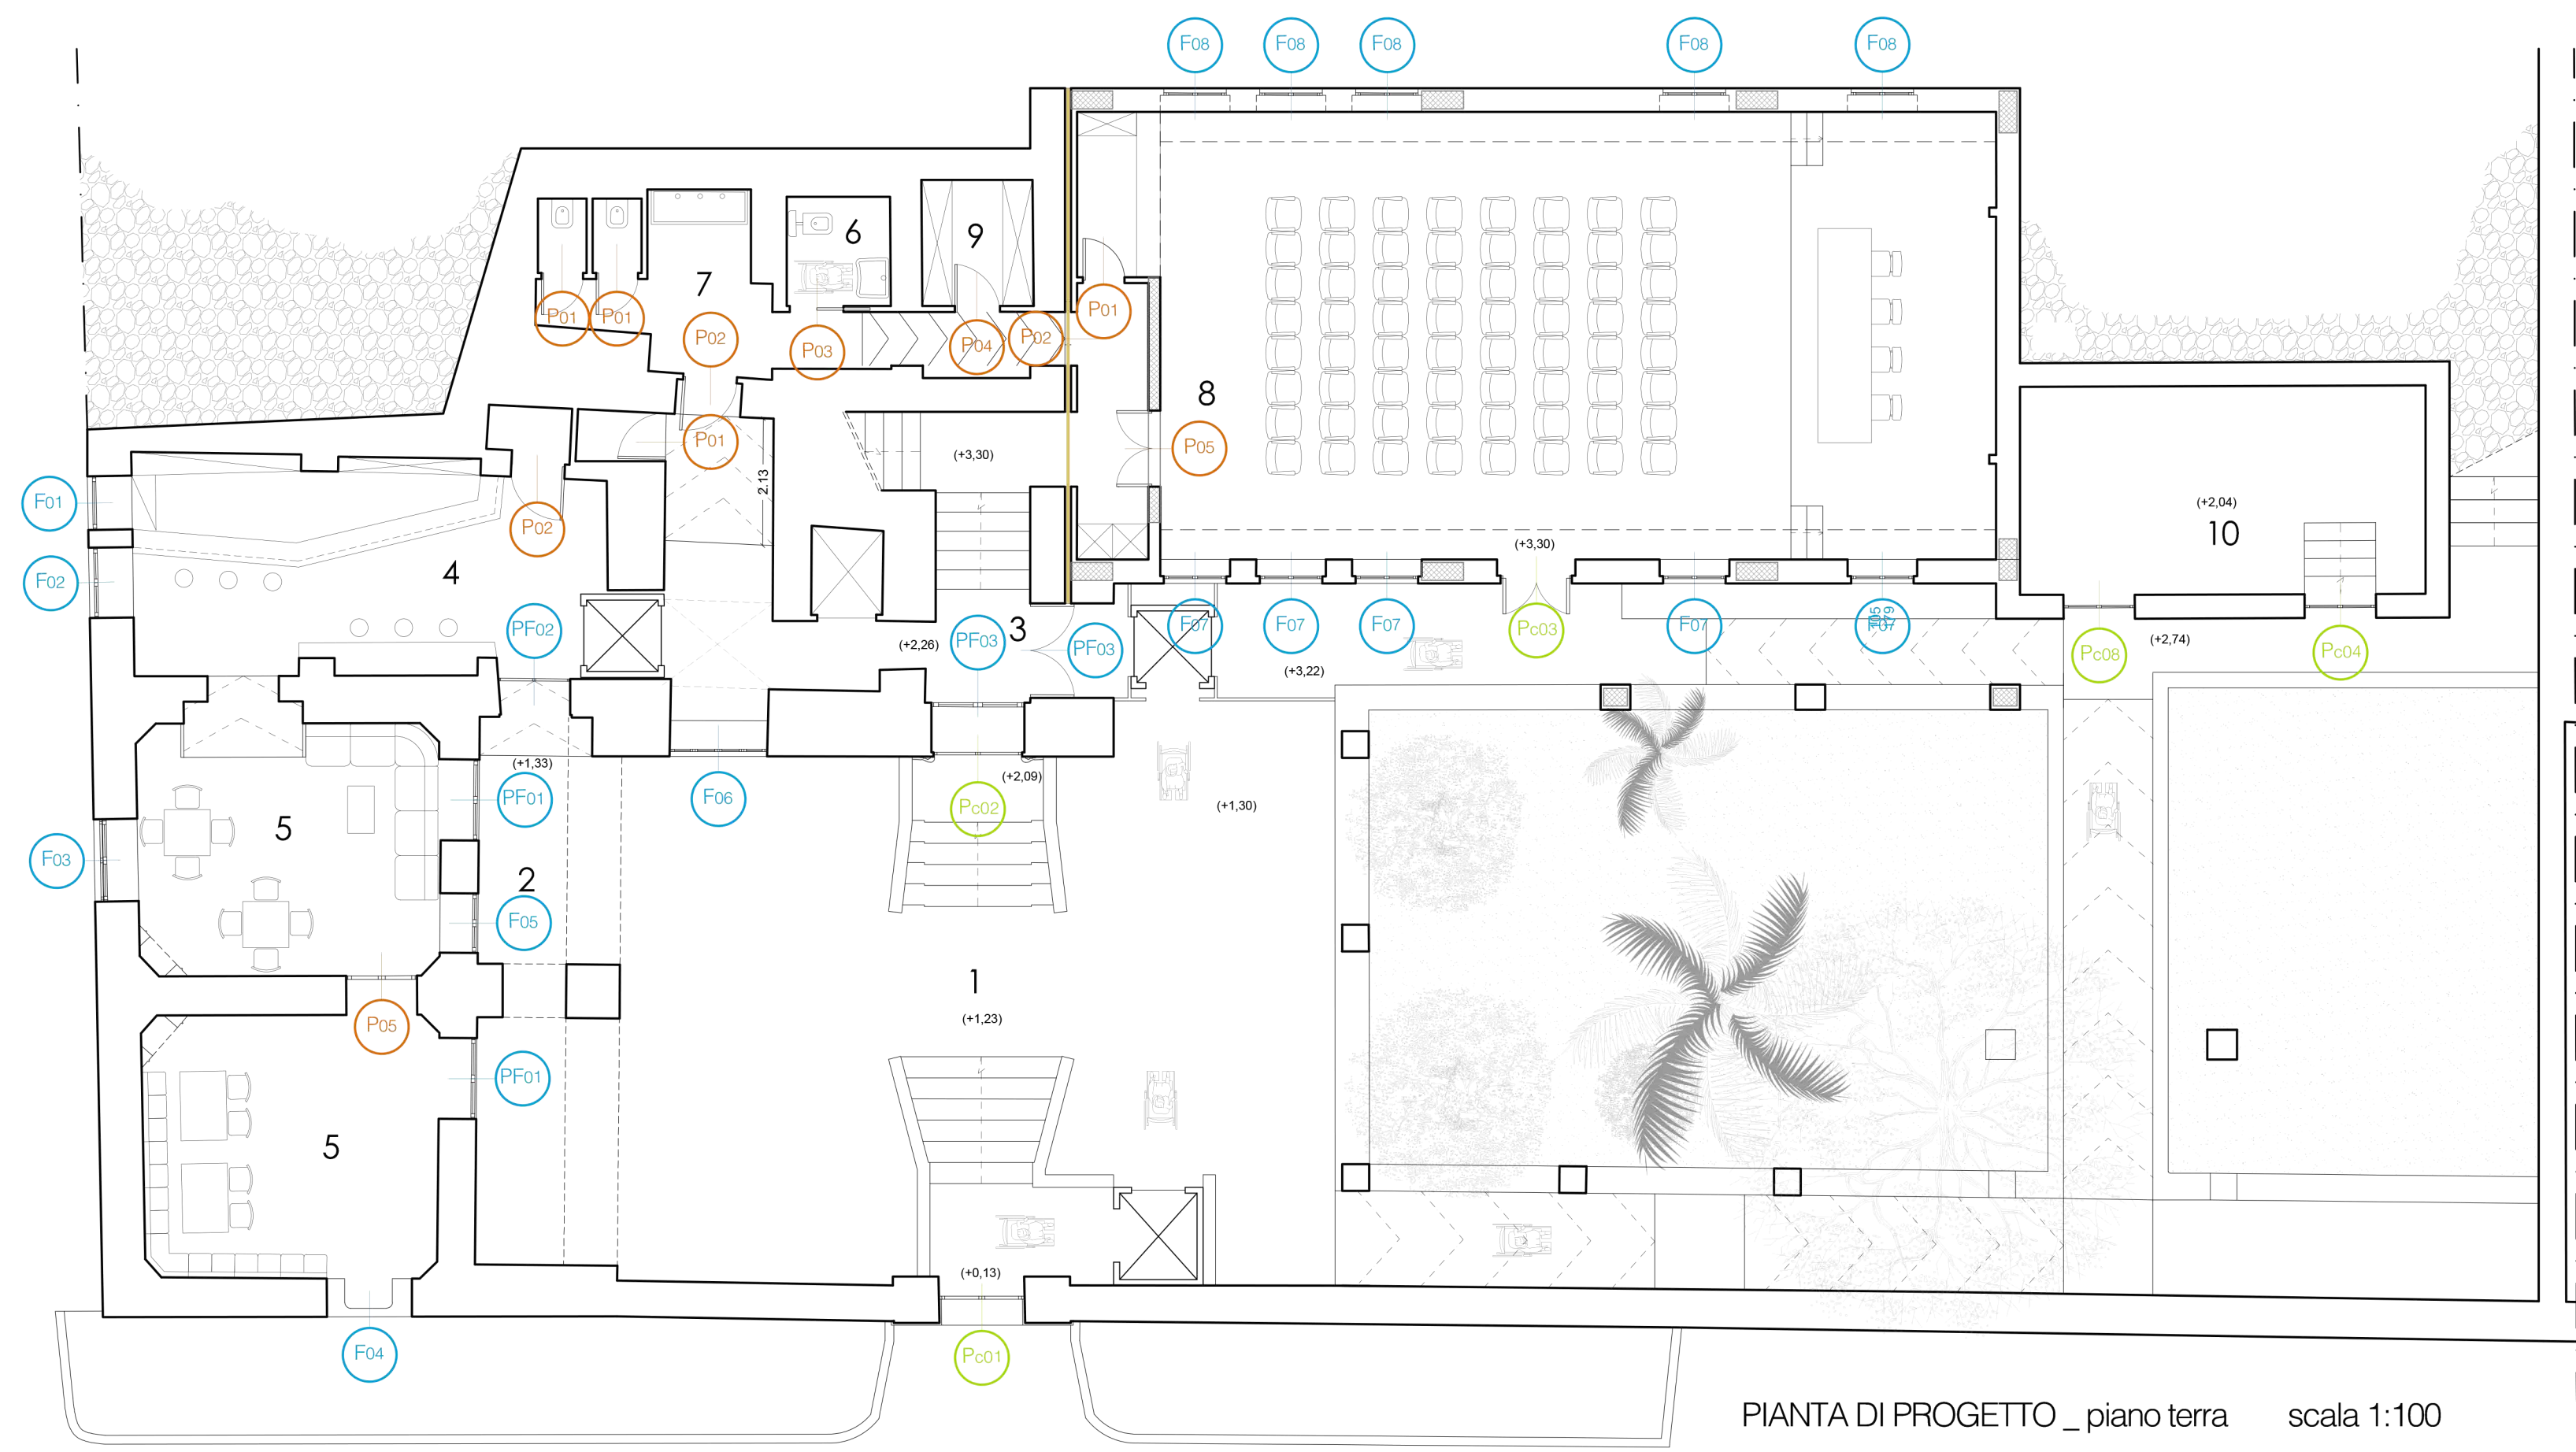 F08 F08 F08 F08 F08
6
9
7
P01 P01 P02 P03 P04 P02 P01
8
P01 P05
(+3,30)
2.13
F01
P02
(+2,04)
10
(+3,30)
4
F02
PF02
3
(+2,26)
PF03 PF03
F07 F07 F07 Pc03 F07 F07
105
179
(+2,74)
Pc08 Pc04
(+3,22)
(+1,33)
(+2,09)
PF01 F06 Pc02
(+1,30)
5
F03
2
F05
1
(+1,23)
P05
PF01
5
(+0,13)
F04 Pc01
PIANTA DI PROGETTO _ piano terra scala 1:100